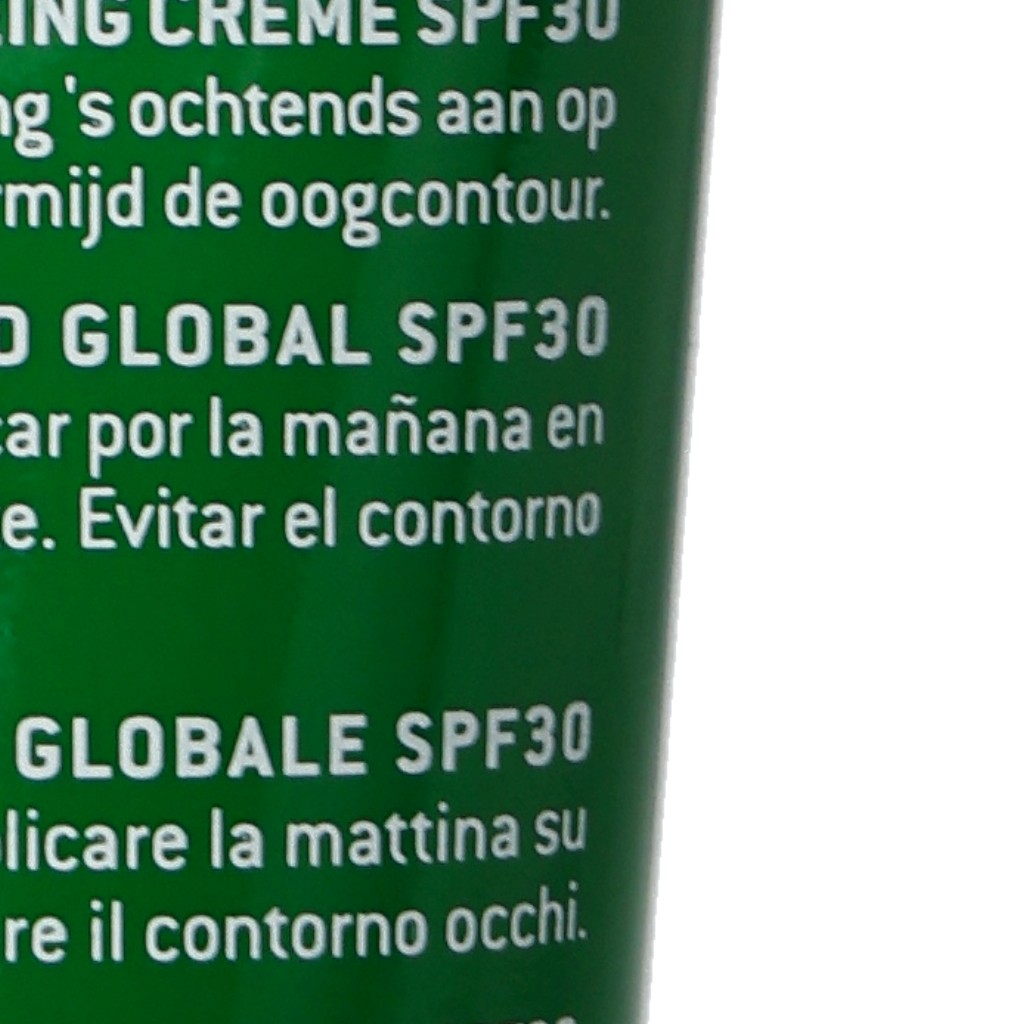 CRÈME SPF30
's ochtends aan op
de oogcontour.
GLOBAL SPF30
por la mañana en
Evitar el contorno
GLOBALE SPF30
la mattina su
il contorno occhi.